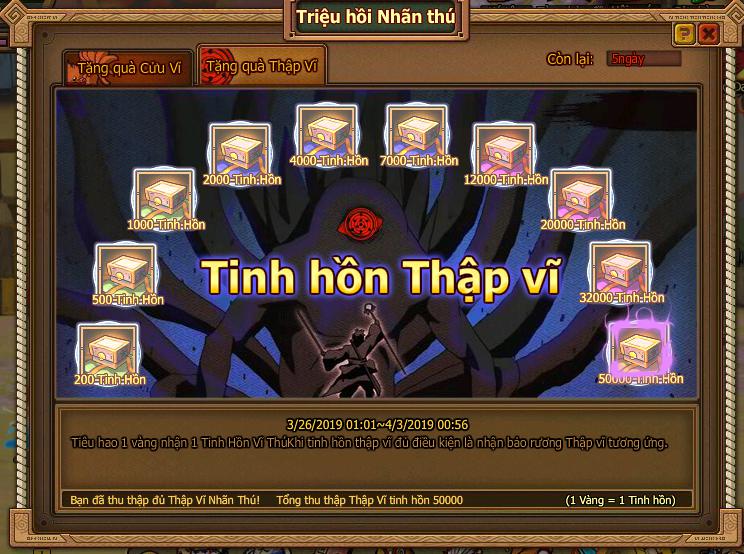 Triệu hồi Nhãn thú
Tặng quà Cửu Vĩ
Tặng quà Thập Vĩ
Còn lại: 5ngày
4000 Tinh Hồn
7000 Tinh Hồn
2000 Tinh Hồn
12000 Tinh Hồn
1000 Tinh Hồn
20000 Tinh Hồn
500 Tinh Hồn
Tinh hồn Thập vĩ
32000 Tinh Hồn
200 Tinh Hồn
50000 Tinh Hồn
3/26/2019 01:01~4/3/2019 00:56
Tiêu hao 1 vàng nhận 1 Tinh Hồn Vĩ ThúKhi tinh hồn thập vĩ đủ điều kiện là nhận bảo rương Thập vĩ tương ứng.
Bạn đã thu thập đủ Thập Vĩ Nhãn Thú! Tổng thu thập Thập Vĩ tinh hồn 50000 (1 Vàng = 1 Tinh hồn)